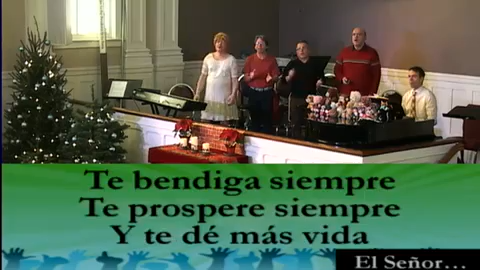 Te bendiga siempre
Te prospere siempre
Y te dé más vida
El Señor...